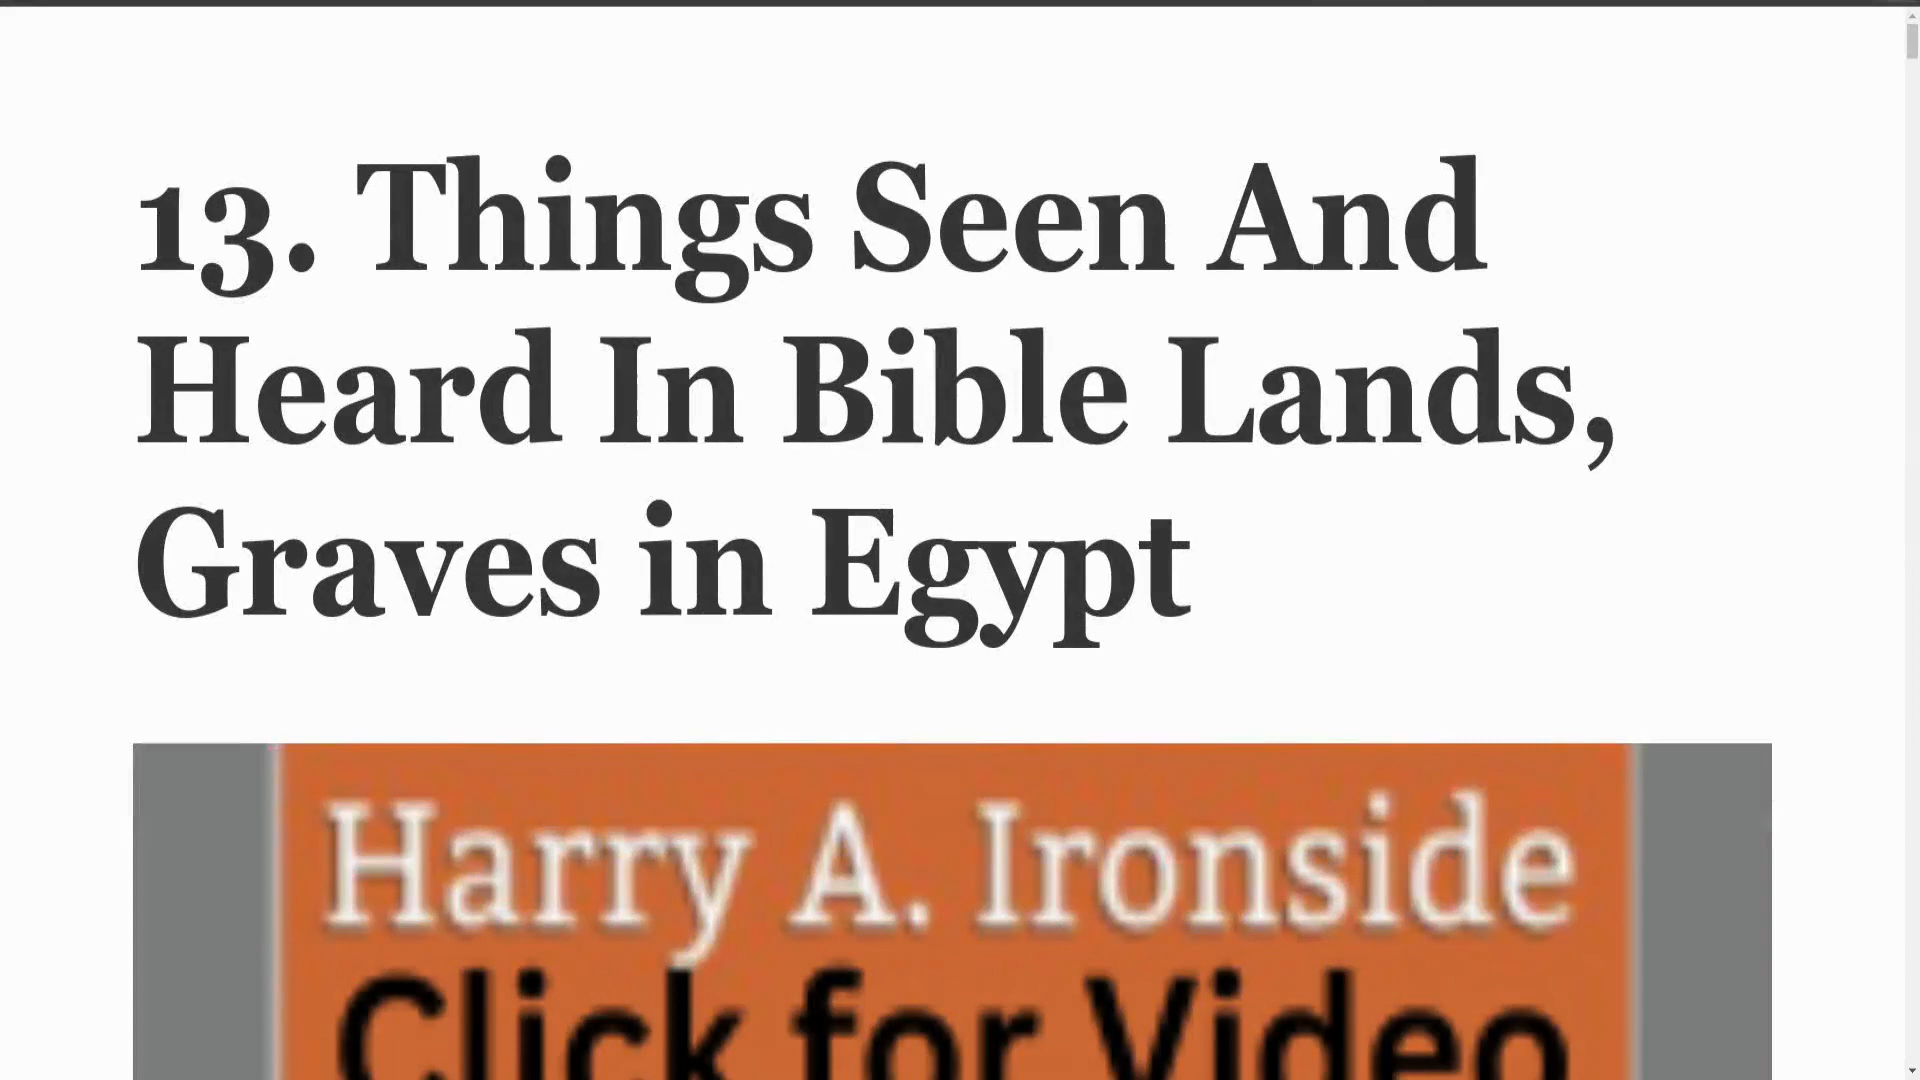 13. Things Seen And
Heard In Bible Lands,
Graves in Egypt
Harry A. Ironside
Click for Video